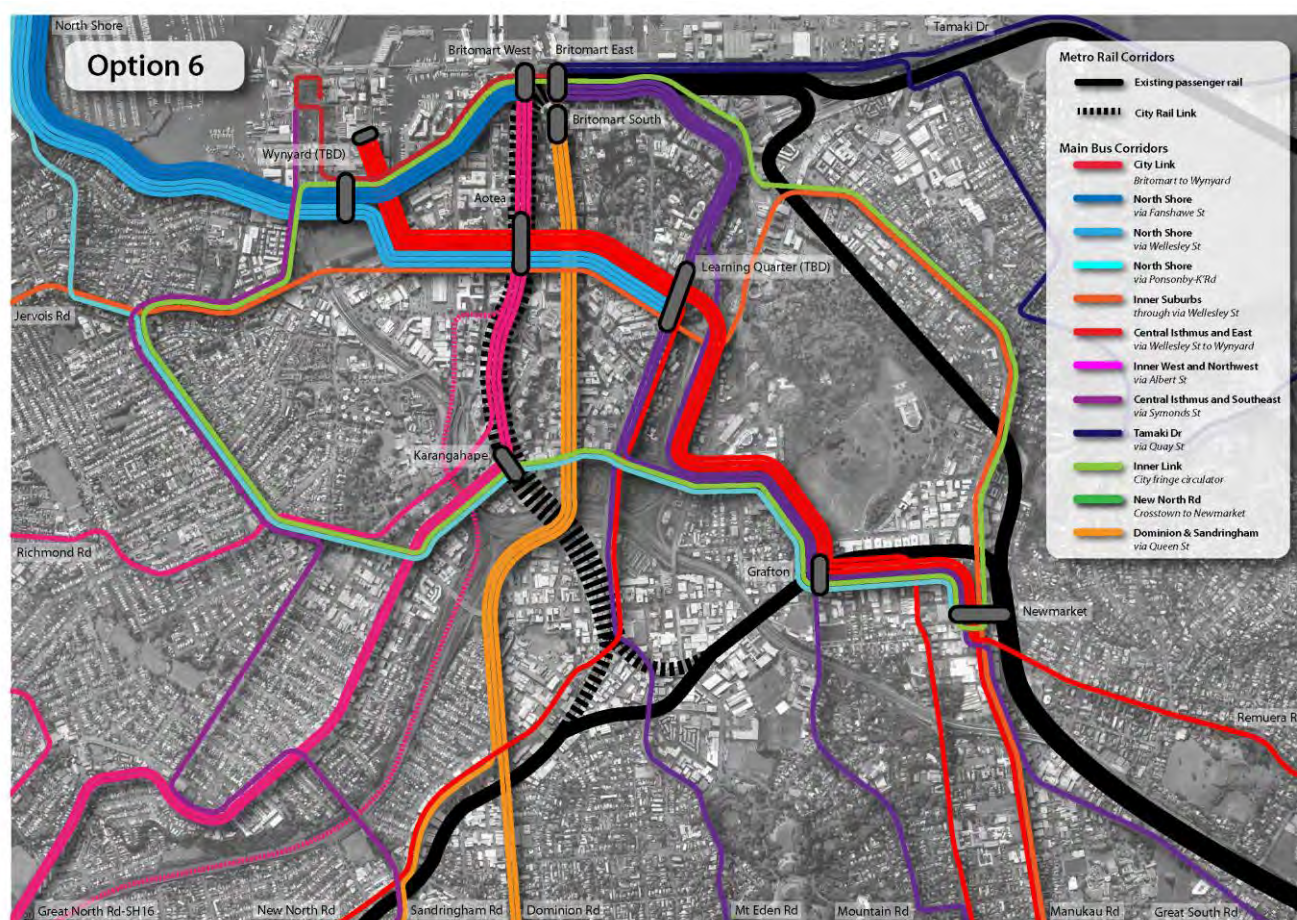 North Shore
Option 6
Britomart West
Britomart East
Tamaki Dr
Britomart South
Wynyard (TBD)
Aotea
Learning Quarter (TBD)
Jervois Rd
Karangahape
Richmond Rd
Grafton
Newmarket
Remuera R
Great North Rd-SH16
New North Rd
Sandringham Rd
Dominion Rd
Mt Eden Rd
Mountain Rd
Manukau Rd
Great South Rd
Metro Rail Corridors
Existing passenger rail
City Rail Link
Main Bus Corridors
City Link
Britomart to Wynyard
North Shore
via Fanshawe St
North Shore
via Wellesley St
North Shore
via Ponsonby-K'Rd
Inner Suburbs
through via Wellesley St
Central Isthmus and East
via Wellesley St to Wynyard
Inner West and Northwest
via Albert St
Central Isthmus and Southeast
via Symonds St
Tamaki Dr
via Quay St
Inner Link
City fringe circulator
New North Rd
Crosstown to Newmarket
Dominion & Sandringham
via Queen St